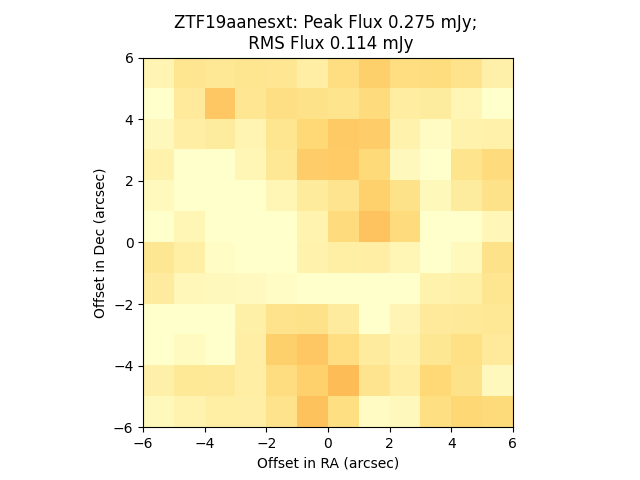 ZTF19aanesxt: Peak Flux 0.275 mJy;
RMS Flux 0.114 mJy
6
4
2
0
−2
−4
−6
−6 −4 −2 0 2 4 6
Offset in Dec (arcsec)
Offset in RA (arcsec)